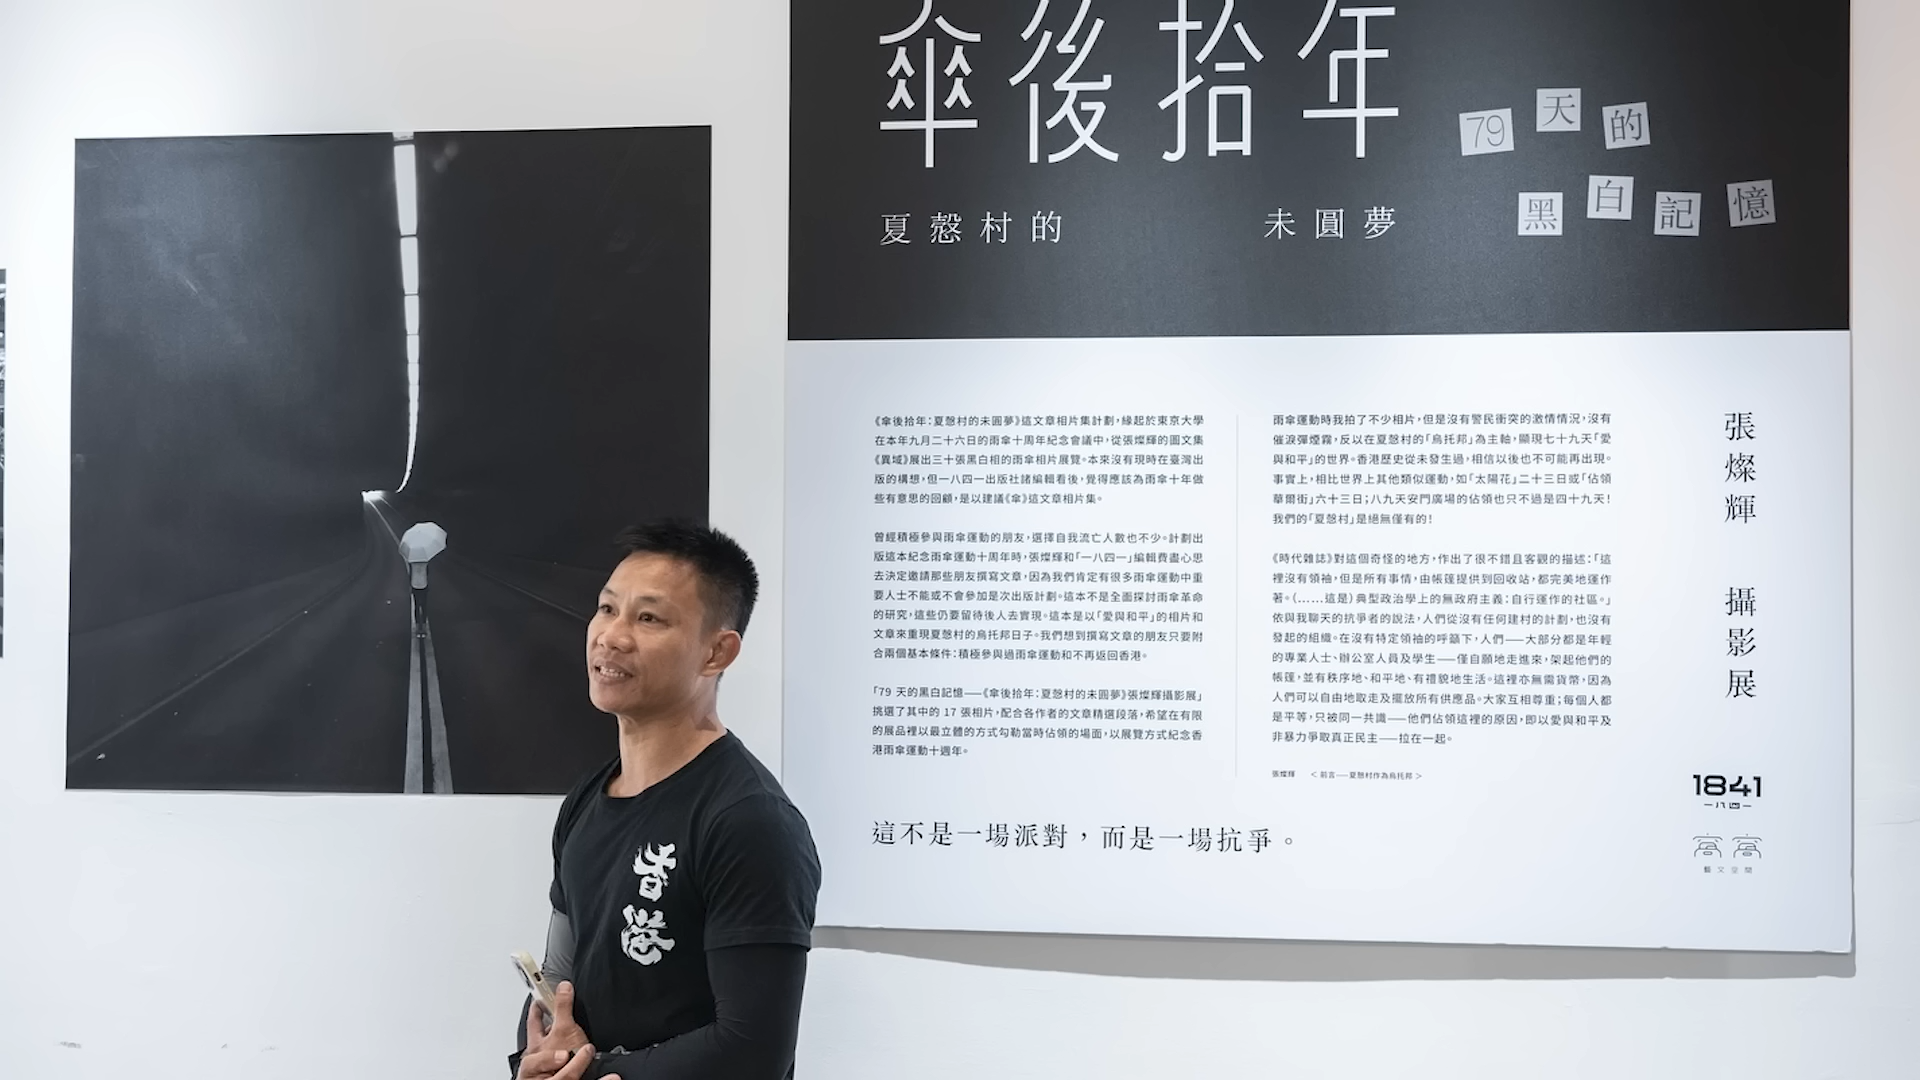 傘後拾年
79天的
黑白記憶
夏慤村的 未圓夢
《傘後拾年：夏慤村的未圓夢》這文章相片集計劃，緣起於東京大學
在本年九月二十六日的雨傘十周年紀念會議中，從張燦輝的圖文集
《異域》展出三十張黑白相的雨傘相片展覽。本來沒有現時在臺灣出
版的構想，但一八四一出版社諸編輯看後，覺得應該為雨傘十年做
些有意思的回顧，是以建議《傘》這文章相片集。
曾經積極參與雨傘運動的朋友，選擇自我流亡人數也不少。計劃出
版這本紀念雨傘運動十周年時，張燦輝和「一八四一」編輯費盡心思
去決定邀請那些朋友撰寫文章，因為我們肯定有很多雨傘運動中重
要人士不能或不會參加是次出版計劃。這本不是全面探討雨傘革命
的研究，這些仍要留待後人去實現。這本是以「愛與和平」的相片和
文章來重現夏慤村的烏托邦日子。我們想到撰寫文章的朋友只要附
合兩個基本條件：積極參與過雨傘運動和不再返回香港。
「79 天的黑白記憶——《傘後拾年：夏慤村的未圓夢》張燦輝攝影展」
挑選了其中的 17 張相片，配合各作者的文章精選段落，希望在有限
的展品裡以最立體的方式勾勒當時佔領的場面，以展覽方式紀念香
港雨傘運動十週年。
雨傘運動時我拍了不少相片，但是沒有警民衝突的激情情況，沒有
催淚彈煙霧，反以在夏慤村的「烏托邦」為主軸，顯現七十九天「愛
與和平」的世界。香港歷史從未發生過，相信以後也不可能再出現。
事實上，相比世界上其他類似運動，如「太陽花」二十三日或「佔領
華爾街」六十三日；八九天安門廣場的佔領也只不過是四十九天！
我們的「夏慤村」是絕無僅有的！
《時代雜誌》對這個奇怪的地方，作出了很不錯且客觀的描述：「這
裡沒有領袖，但是所有事情，由帳篷提供到回收站，都完美地運作
著。（……這是）典型政治學上的無政府主義：自行運作的社區。」
依與我聊天的抗爭者的說法，人們從沒有任何建村的計劃，也沒有
發起的組織。在沒有特定領袖的呼籲下，人們——大部分都是年輕
的專業人士、辦公室人員及學生——僅自願地走進來，架起他們的
帳篷，並有秩序地、和平地、有禮貌地生活。這裡亦無需貨幣，因為
人們可以自由地取走及擺放所有供應品。大家互相尊重；每個人都
是平等，只被同一共識——他們佔領這裡的原因，即以愛與和平及
非暴力爭取真正民主——拉在一起。
張燦輝 ＜前言——夏慤村作為烏托邦＞
這不是一場派對，而是一場抗爭。
張燦輝 攝影展
1841
一八四一
窩窩
藝文空間
香港